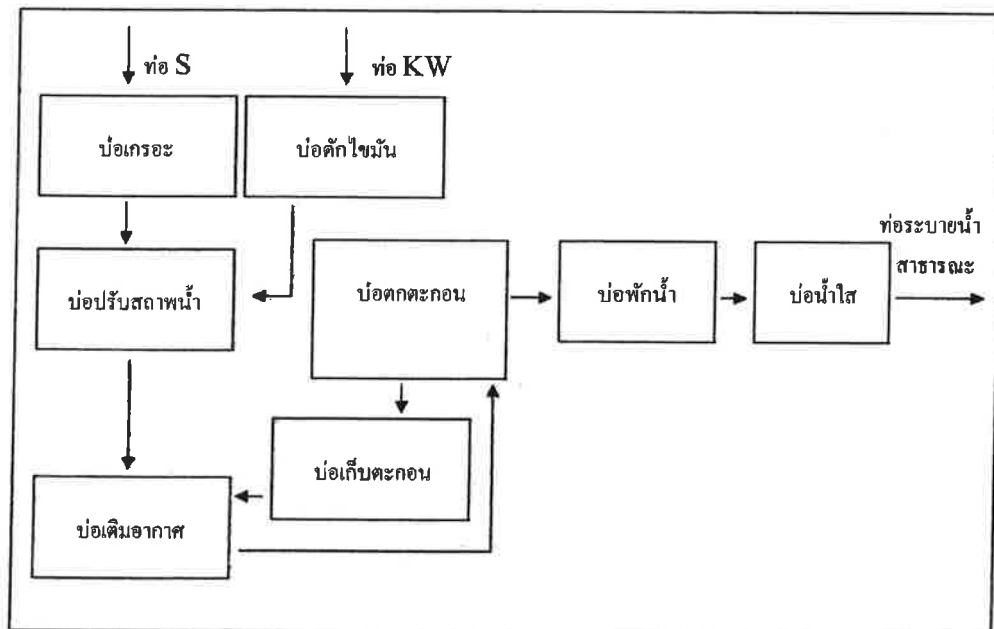 ท่อ S
ท่อ KW
บ่อเกรอะ
บ่อดักไขมัน
ท่อระบายน้ำ
สาธารณะ
บ่อปรับสถาพน้ำ
บ่อตกตะกอน
บ่อพักน้ำ
บ่อน้ำใส
บ่อเก็บตะกอน
บ่อเติมอากาศ